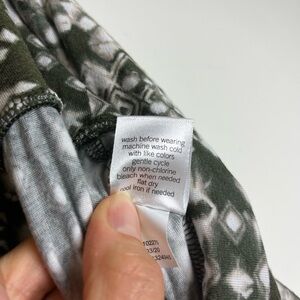 wash before wearing
machine wash cold
with like colors
gentle cycle
only non-chlorine
bleach when needed
flat dry
cool iron if needed